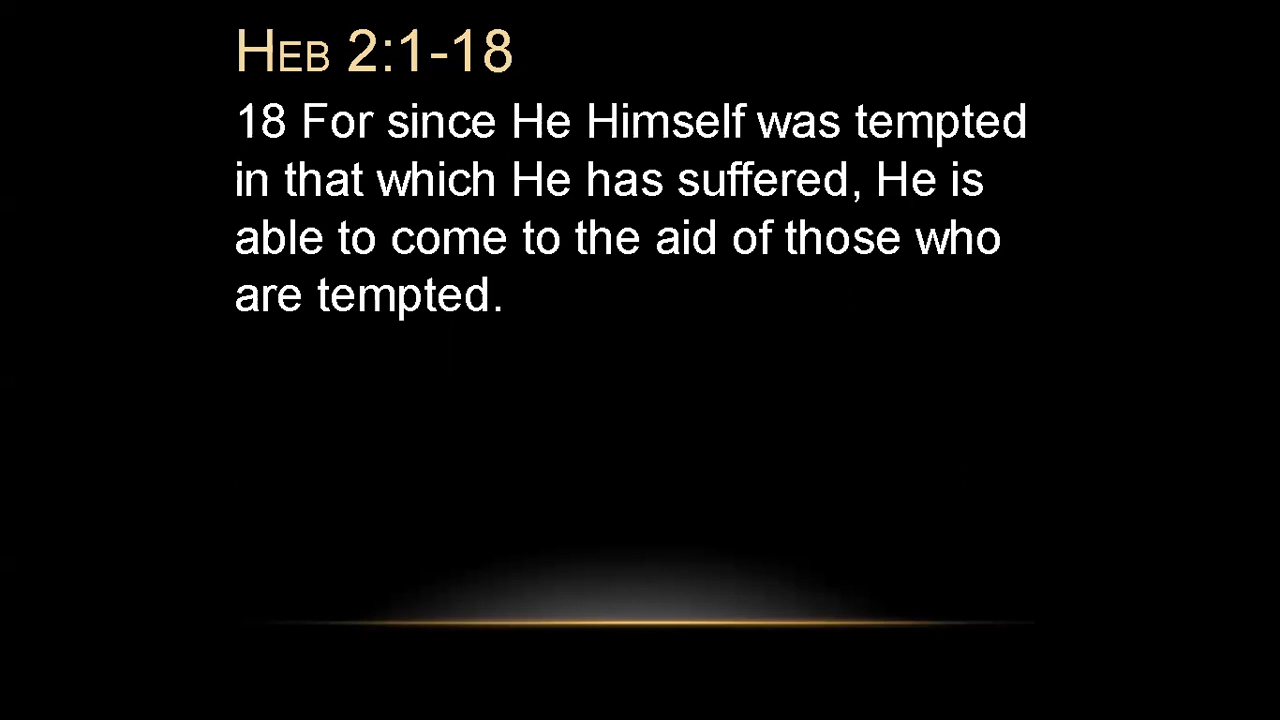 Heb 2:1-18
18 For since He Himself was tempted
in that which He has suffered, He is
able to come to the aid of those who
are tempted.